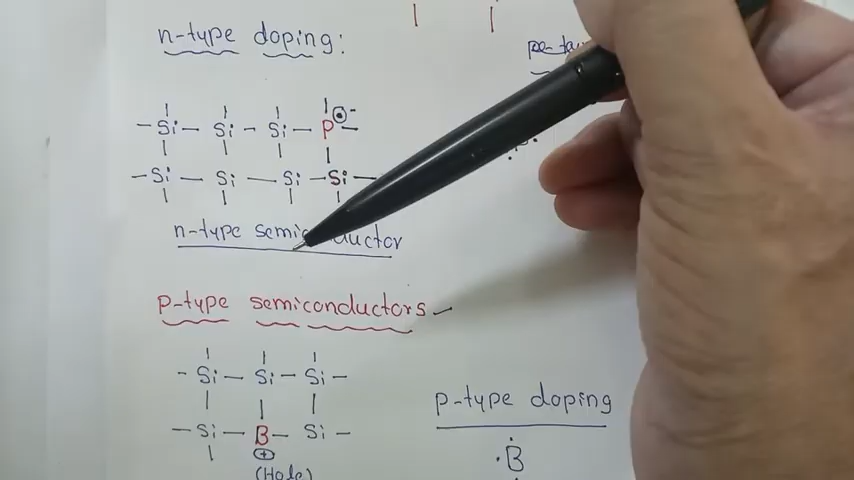 n-type doping:
- Si - Si - Si - P -
- Si - Si - Si - Si -
n-type semiconductor
p-type semiconductors
- Si - Si - Si -
- Si - B - Si -
(Hole)
p-type doping
B